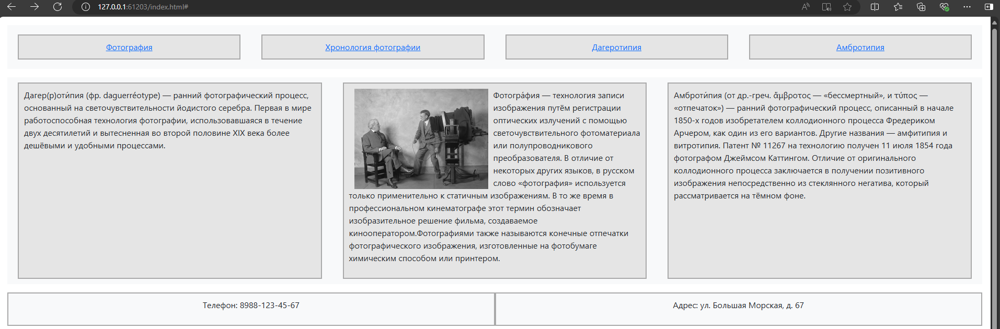 127.0.0.1:61203/index.html#
Фотография
Хронология фотографии
Дагеротипия
Амбротипия
Дагер(р)оти́пия (фр. daguerréotype) — ранний фотографический процесс,
основанный на светочувствительности йодистого серебра. Первая в мире
работоспособная технология фотографии, использовавшаяся в течение
двух десятилетий и вытесненная во второй половине XIX века более
дешёвыми и удобными процессами.
Фотогра́фия — технология записи
изображения путём регистрации
оптических излучений с помощью
светочувствительного фотоматериала
или полупроводникового
преобразователя. В отличие от
некоторых других языков, в русском
слово «фотография» используется
только применительно к статичным изображениям. В то же время в
профессиональном кинематографе этот термин обозначает
изобразительное решение фильма, создаваемое
кинооператором.Фотографиями также называются конечные отпечатки
фотографического изображения, изготовленные на фотобумаге
химическим способом или принтером.
Амброти́пия (от др.-греч. ἄμβροτος — «бессмертный», и τύπος —
«отпечаток») — ранний фотографический процесс, описанный в начале
1850-х годов изобретателем коллодионного процесса Фредериком
Арчером, как один из его вариантов. Другие названия — амфитипия и
витротипия. Патент № 11267 на технологию получен 11 июля 1854 года
фотографом Джеймсом Каттингом. Отличие от оригинального
коллодионного процесса заключается в получении позитивного
изображения непосредственно из стеклянного негатива, который
рассматривается на тёмном фоне.
Телефон: 8988-123-45-67
Адрес: ул. Большая Морская, д. 67